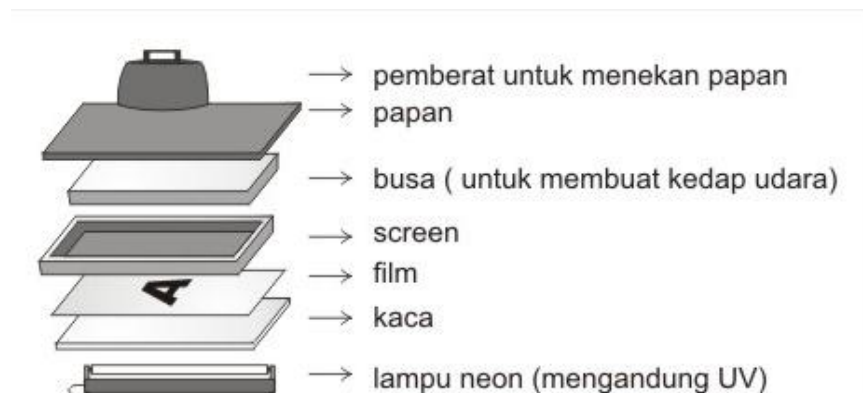 pemberat untuk menekan papan
papan
busa ( untuk membuat kedap udara)
screen
film
A
kaca
lampu neon (mengandung UV)